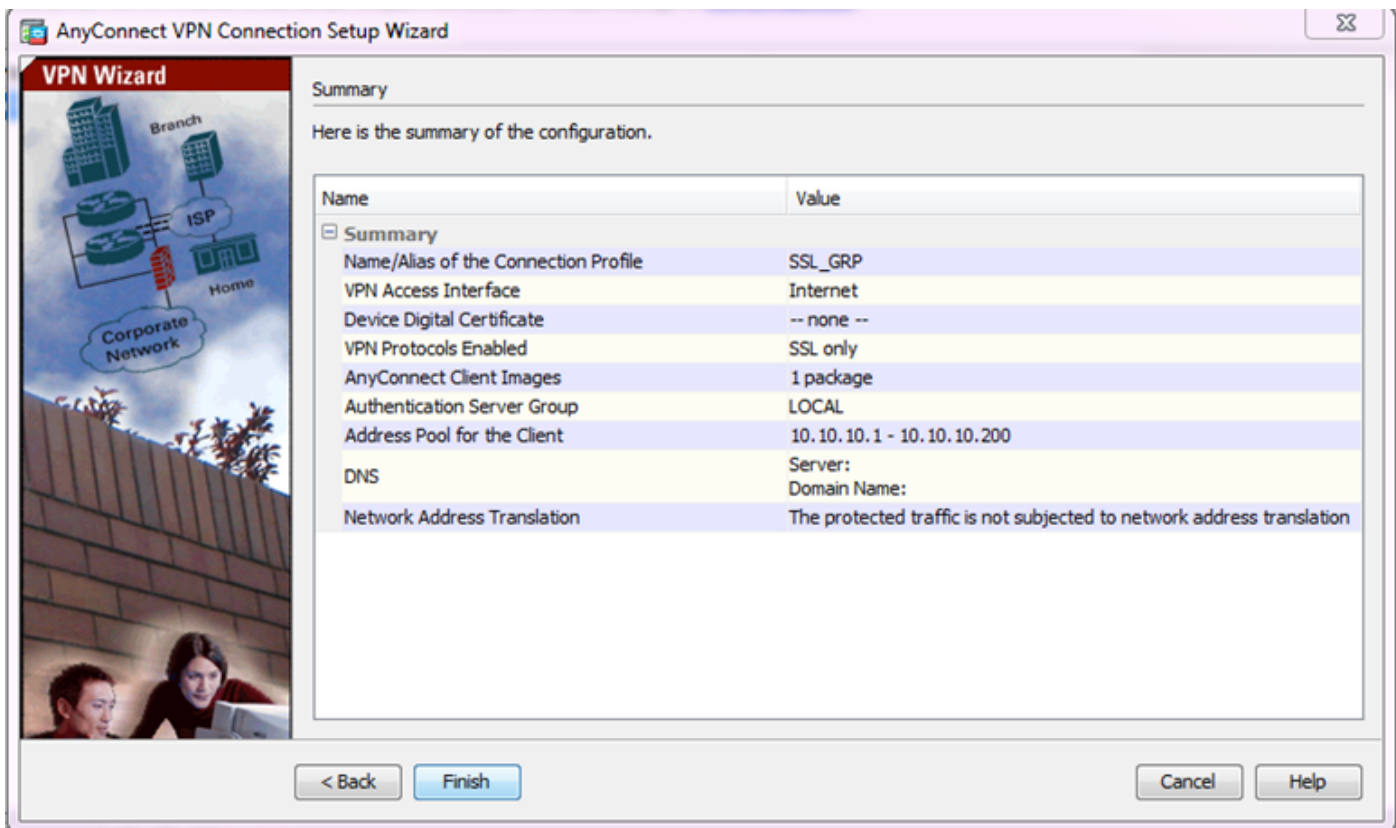 AnyConnect VPN Connection Setup Wizard
VPN Wizard
Branch
ISP
Home
Corporate
Network
Summary
Here is the summary of the configuration.
Name Value
Summary
Name/Alias of the Connection Profile SSL_GRP
VPN Access Interface Internet
Device Digital Certificate -- none --
VPN Protocols Enabled SSL only
AnyConnect Client Images 1 package
Authentication Server Group LOCAL
Address Pool for the Client 10.10.10.1 - 10.10.10.200
DNS Server:
Domain Name:
Network Address Translation The protected traffic is not subjected to network address translation
< Back Finish Cancel Help